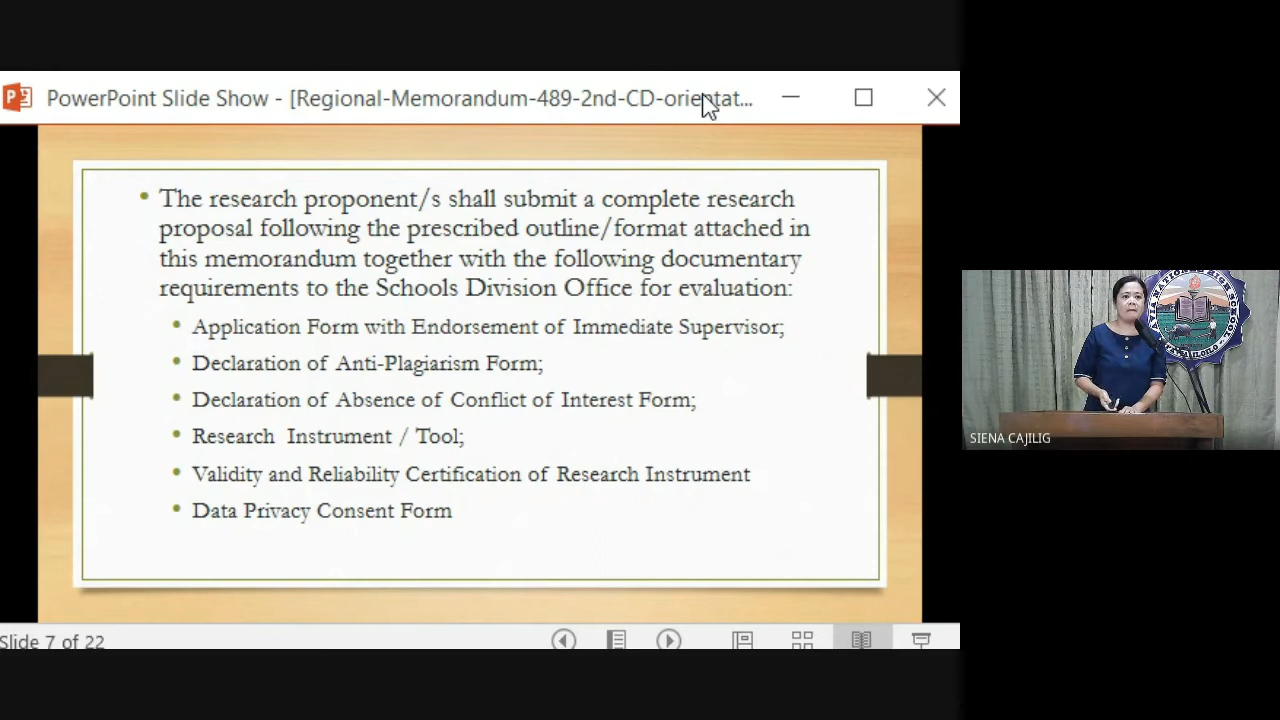 PowerPoint Slide Show - [Regional-Memorandum-489-2nd-CD-orientat...
• The research proponent/s shall submit a complete research
proposal following the prescribed outline/format attached in
this memorandum together with the following documentary
requirements to the Schools Division Office for evaluation:
• Application Form with Endorsement of Immediate Supervisor;
• Declaration of Anti-Plagiarism Form;
• Declaration of Absence of Conflict of Interest Form;
• Research Instrument / Tool;
• Validity and Reliability Certification of Research Instrument
• Data Privacy Consent Form
Slide 7 of 22
SIENA CAJILIG